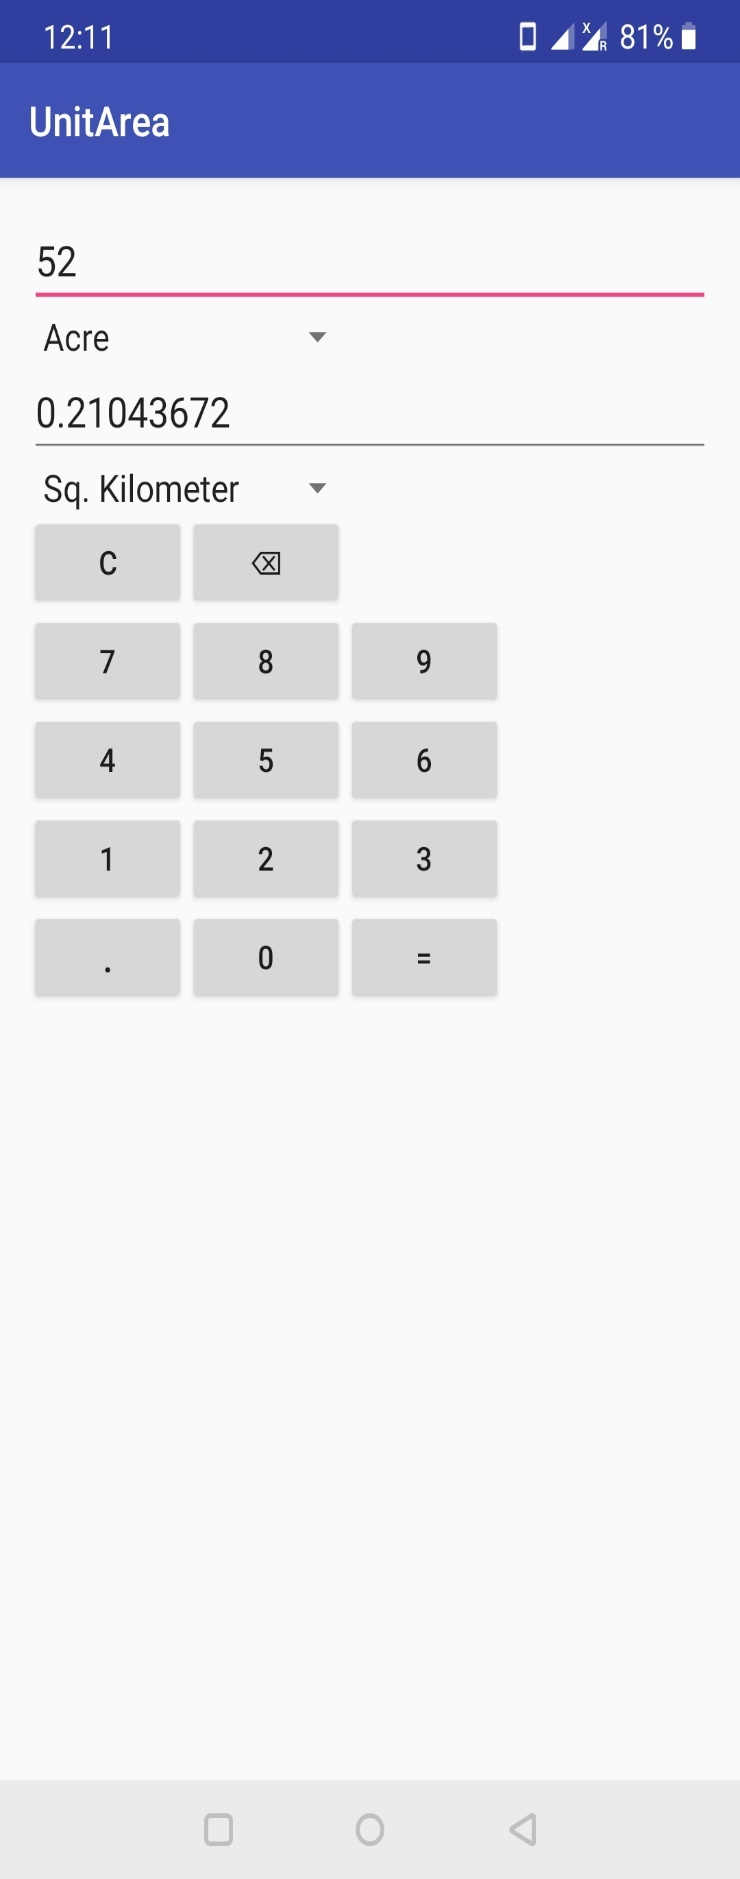 12:11 81%
UnitArea
52
Acre
0.21043672
Sq. Kilometer
C
7 8 9
4 5 6
1 2 3
. 0 =